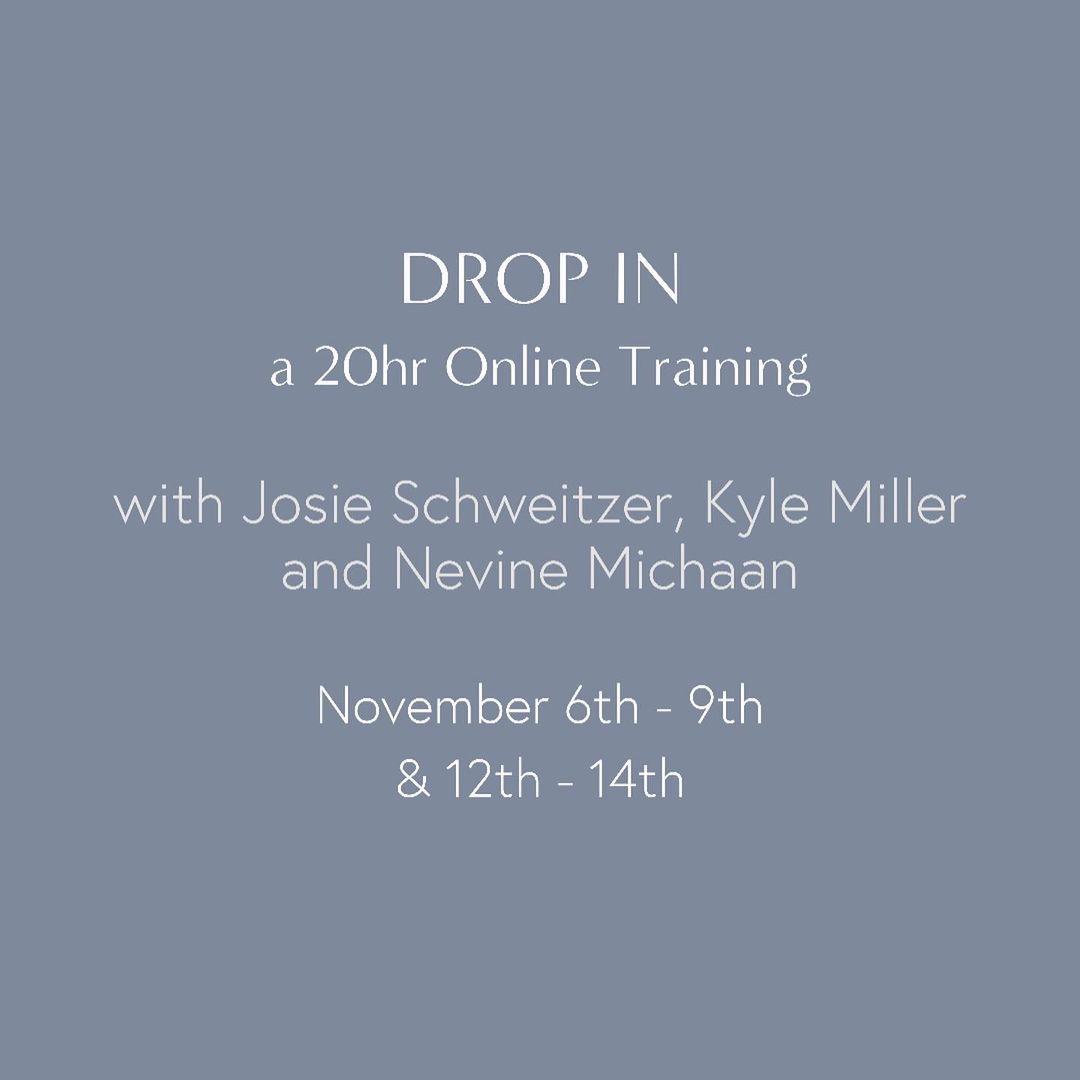 DROP IN
a 20hr Online Training
with Josie Schweitzer, Kyle Miller
and Nevine Michaan
November 6th - 9th
& 12th - 14th